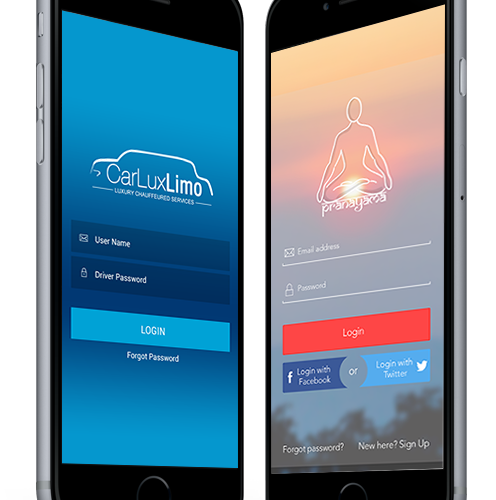 CarLuxLimo
LUXURY CHAUFFEURED SERVICES
User Name
Driver Password
LOGIN
Forgot Password
pranayama
Email address
Password
Login
f Login with
Facebook
or
Login with
Twitter
Forgot password?
New here? Sign Up